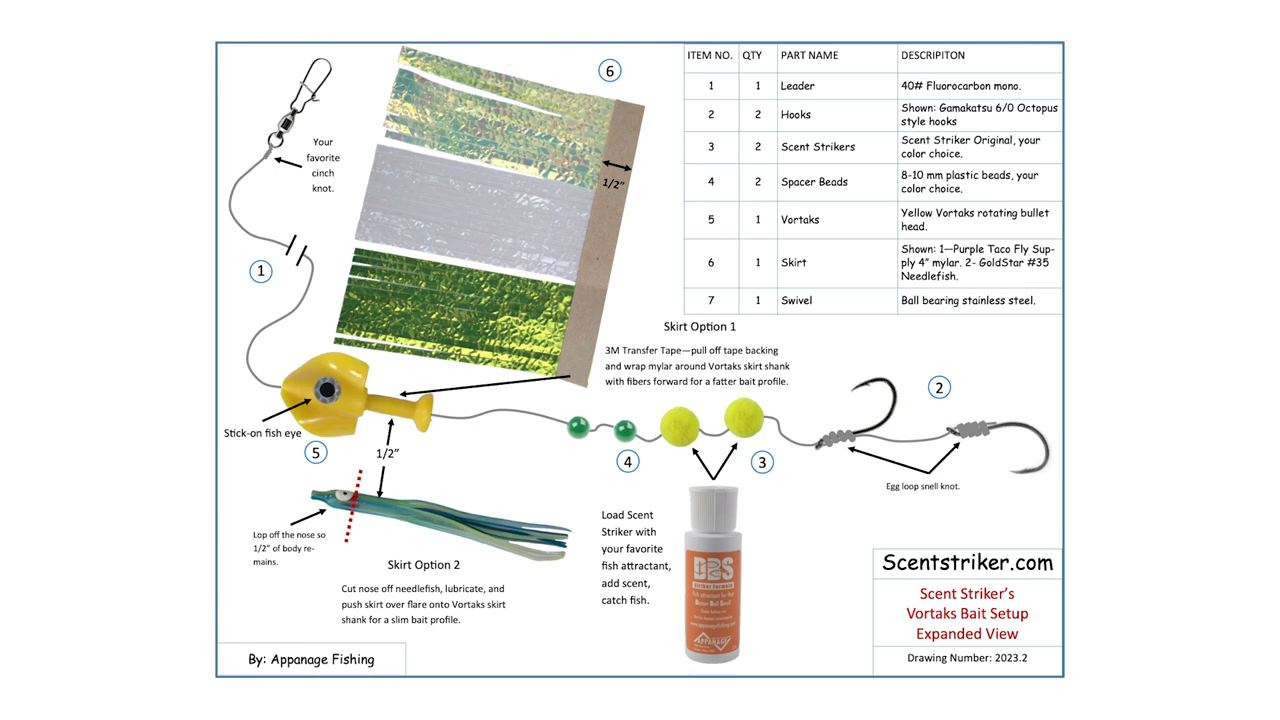 ITEM NO. QTY PART NAME DESCRIPITON
1 1 Leader 40# Fluorocarbon mono.
2 2 Hooks Shown: Gamakatsu 6/0 Octopus
style hooks
3 2 Scent Strikers Scent Striker Original, your
color choice.
4 2 Spacer Beads 8-10 mm plastic beads, your
color choice.
5 1 Vortaks Yellow Vortaks rotating bullet
head.
6 1 Skirt Shown: 1—Purple Taco Fly Sup-
ply 4” mylar. 2- GoldStar #35
Needlefish.
7 1 Swivel Ball bearing stainless steel.
6
1/2”
Your
favorite
cinch
knot.
1
Skirt Option 1
3M Transfer Tape—pull off tape backing
and wrap mylar around Vortaks skirt shank
with fibers forward for a fatter bait profile.
2
Stick-on fish eye
5
1/2”
4
3
Egg loop snell knot.
Lop off the nose so
1/2” of body re-
mains.
Skirt Option 2
Cut nose off needlefish, lubricate, and
push skirt over flare onto Vortaks skirt
shank for a slim bait profile.
Load Scent
Striker with
your favorite
fish attractant,
add scent,
catch fish.
Striker Formula
APPANAGE
Scentstriker.com
Scent Striker’s
Vortaks Bait Setup
Expanded View
Drawing Number: 2023.2
By: Appanage Fishing